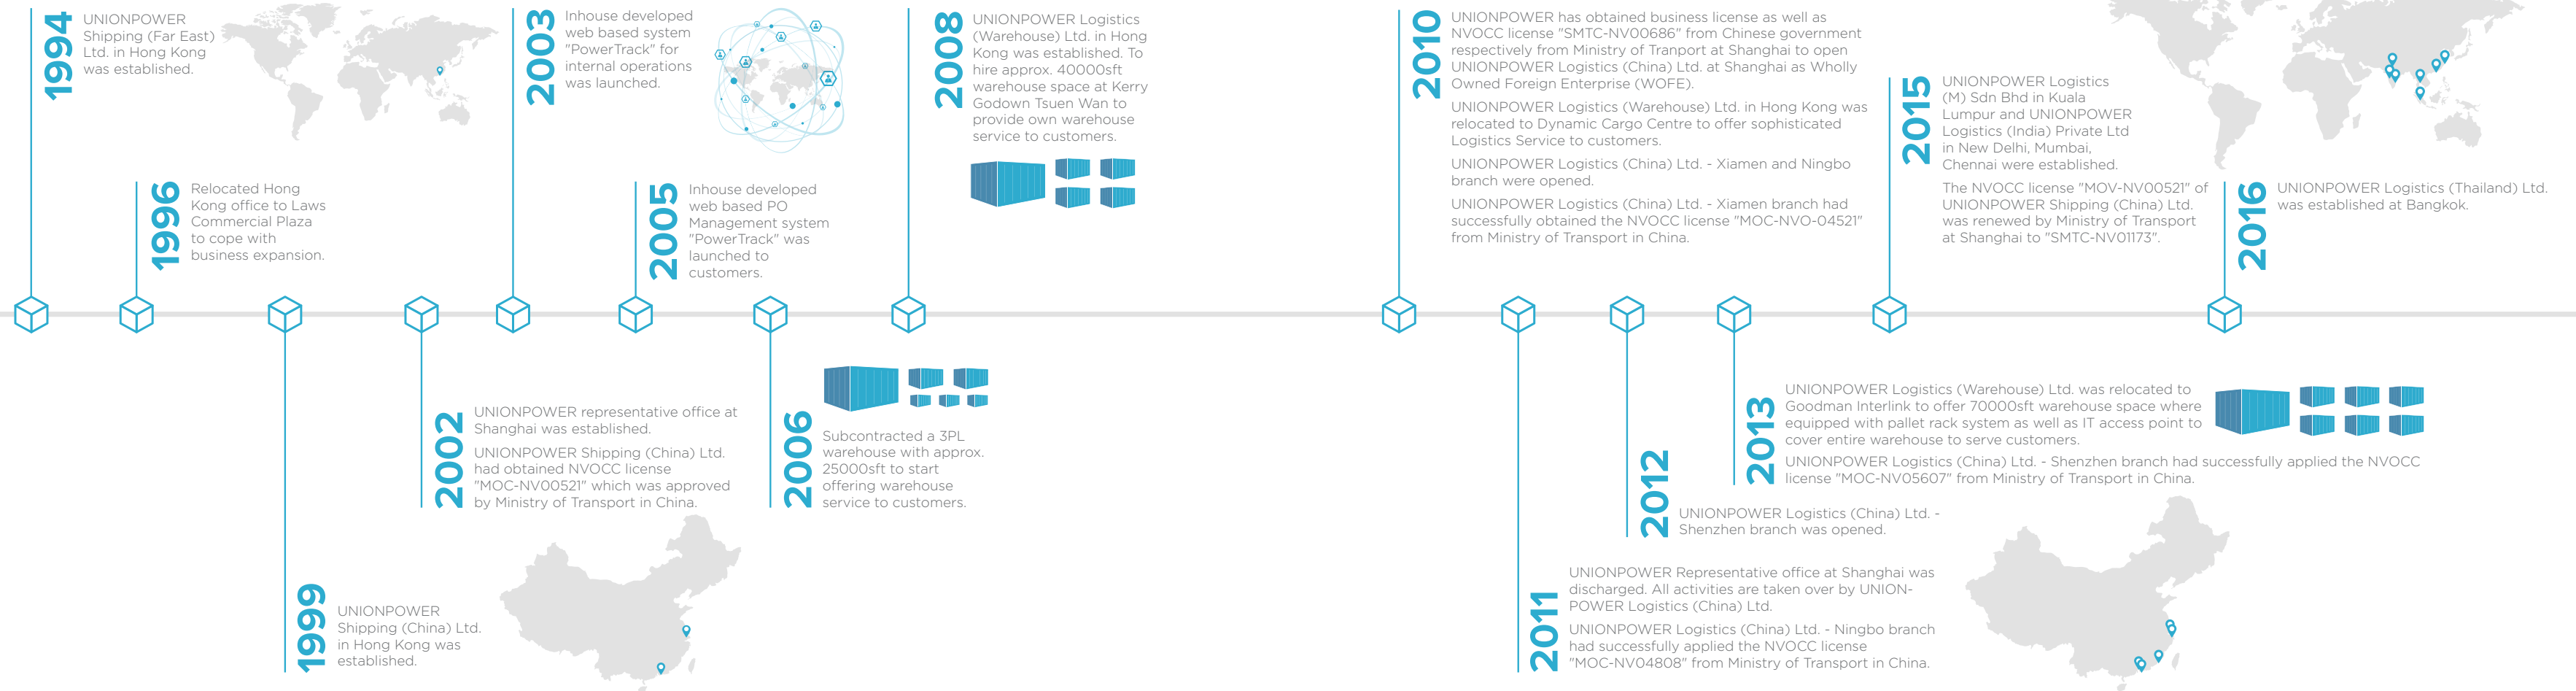 1994
UNIONPOWER
Shipping (Far East)
Ltd. in Hong Kong
was established.
1996
Relocated Hong
Kong office to Laws
Commercial Plaza
to cope with
business expansion.
1999
UNIONPOWER
Shipping (China) Ltd.
in Hong Kong was
established.
2002
UNIONPOWER representative office at
Shanghai was established.
UNIONPOWER Shipping (China) Ltd.
had obtained NVOCC license
"MOC-NV00521" which was approved
by Ministry of Transport in China.
2003
Inhouse developed
web based system
"PowerTrack" for
internal operations
was launched.
2005
Inhouse developed
web based PO
Management system
"PowerTrack" was
launched to
customers.
2006
Subcontracted a 3PL
warehouse with approx.
25000sft to start
offering warehouse
service to customers.
2008
UNIONPOWER Logistics
(Warehouse) Ltd. in Hong
Kong was established. To
hire approx. 40000sft
warehouse space at Kerry
Godown Tsuen Wan to
provide own warehouse
service to customers.
2010
UNIONPOWER has obtained business license as well as
NVOCC license "SMTC-NV00686" from Chinese government
respectively from Ministry of Tranport at Shanghai to open
UNIONPOWER Logistics (China) Ltd. at Shanghai as Wholly
Owned Foreign Enterprise (WOFE).
UNIONPOWER Logistics (Warehouse) Ltd. in Hong Kong was
relocated to Dynamic Cargo Centre to offer sophisticated
Logistics Service to customers.
UNIONPOWER Logistics (China) Ltd. - Xiamen and Ningbo
branch were opened.
UNIONPOWER Logistics (China) Ltd. - Xiamen branch had
successfully obtained the NVOCC license "MOC-NVO-04521"
from Ministry of Transport in China.
2011
UNIONPOWER Representative office at Shanghai was
discharged. All activities are taken over by UNION-
POWER Logistics (China) Ltd.
UNIONPOWER Logistics (China) Ltd. - Ningbo branch
had successfully applied the NVOCC license
"MOC-NV04808" from Ministry of Transport in China.
2012
UNIONPOWER Logistics (China) Ltd. -
Shenzhen branch was opened.
2013
UNIONPOWER Logistics (Warehouse) Ltd. was relocated to
Goodman Interlink to offer 70000sft warehouse space where
equipped with pallet rack system as well as IT access point to
cover entire warehouse to serve customers.
UNIONPOWER Logistics (China) Ltd. - Shenzhen branch had successfully applied the NVOCC
license "MOC-NV05607" from Ministry of Transport in China.
2015
UNIONPOWER Logistics
(M) Sdn Bhd in Kuala
Lumpur and UNIONPOWER
Logistics (India) Private Ltd
in New Delhi, Mumbai,
Chennai were established.
The NVOCC license "MOV-NV00521" of
UNIONPOWER Shipping (China) Ltd.
was renewed by Ministry of Transport
at Shanghai to "SMTC-NV01173".
2016
UNIONPOWER Logistics (Thailand) Ltd.
was established at Bangkok.